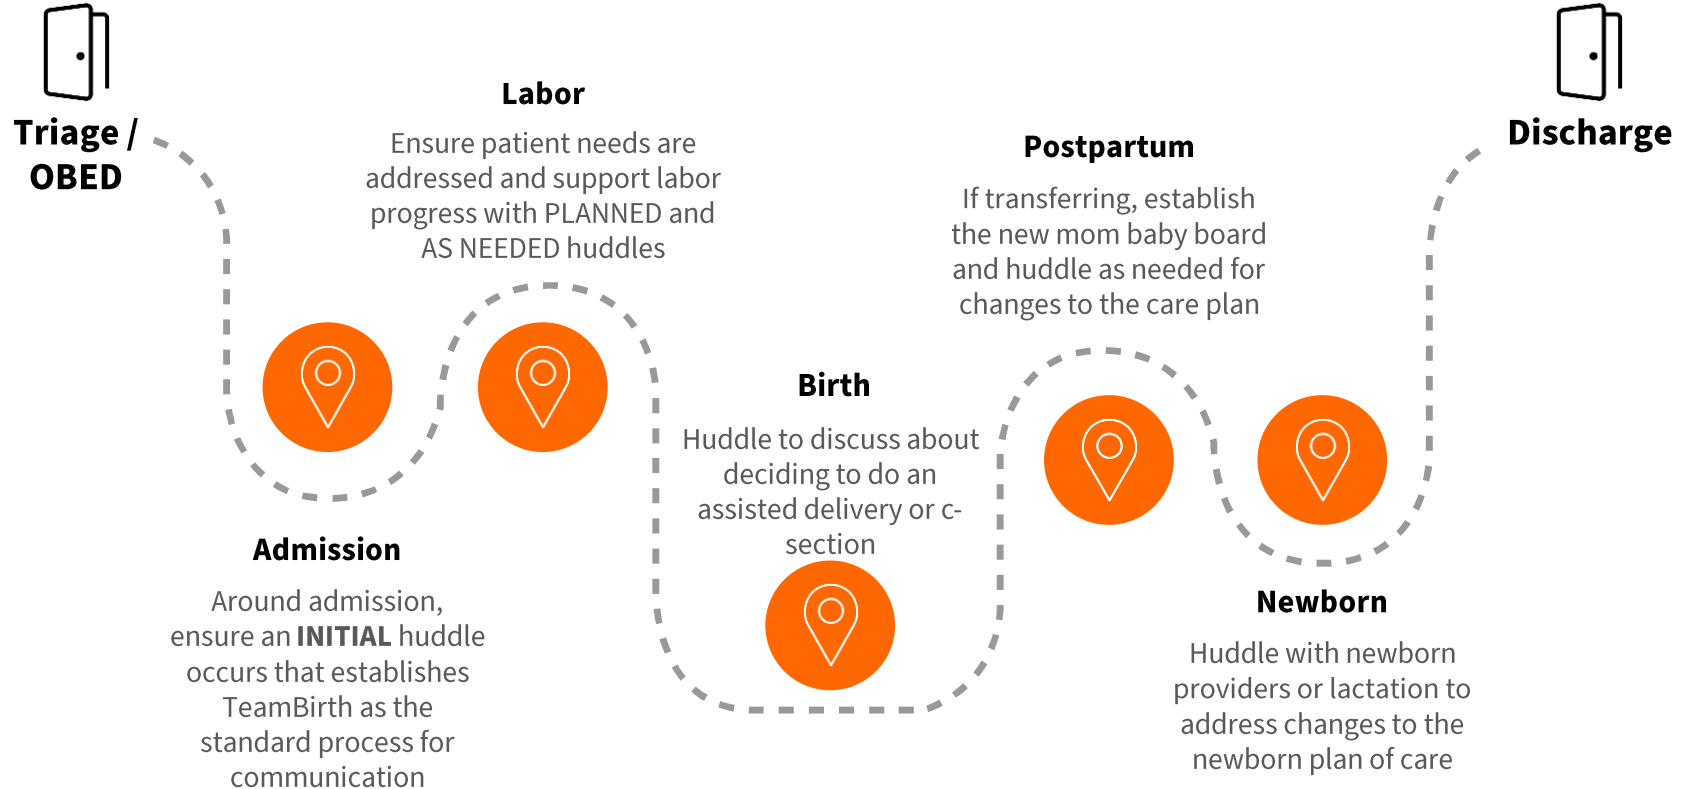 Triage /
OBED
Labor
Ensure patient needs are
addressed and support labor
progress with PLANNED and
AS NEEDED huddles
Postpartum
If transferring, establish
the new mom baby board
and huddle as needed for
changes to the care plan
Discharge
Birth
Huddle to discuss about
deciding to do an
assisted delivery or c-
section
Admission
Around admission,
ensure an INITIAL huddle
occurs that establishes
TeamBirth as the
standard process for
communication
Newborn
Huddle with newborn
providers or lactation to
address changes to the
newborn plan of care